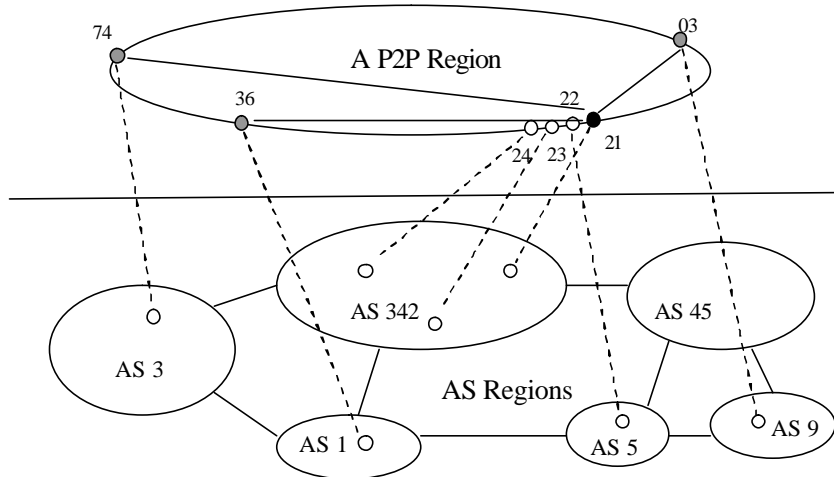 03
74
A P2P Region
36
22
24
23
21
AS 342
AS 45
AS 3
AS Regions
AS 1
AS 5
AS 9